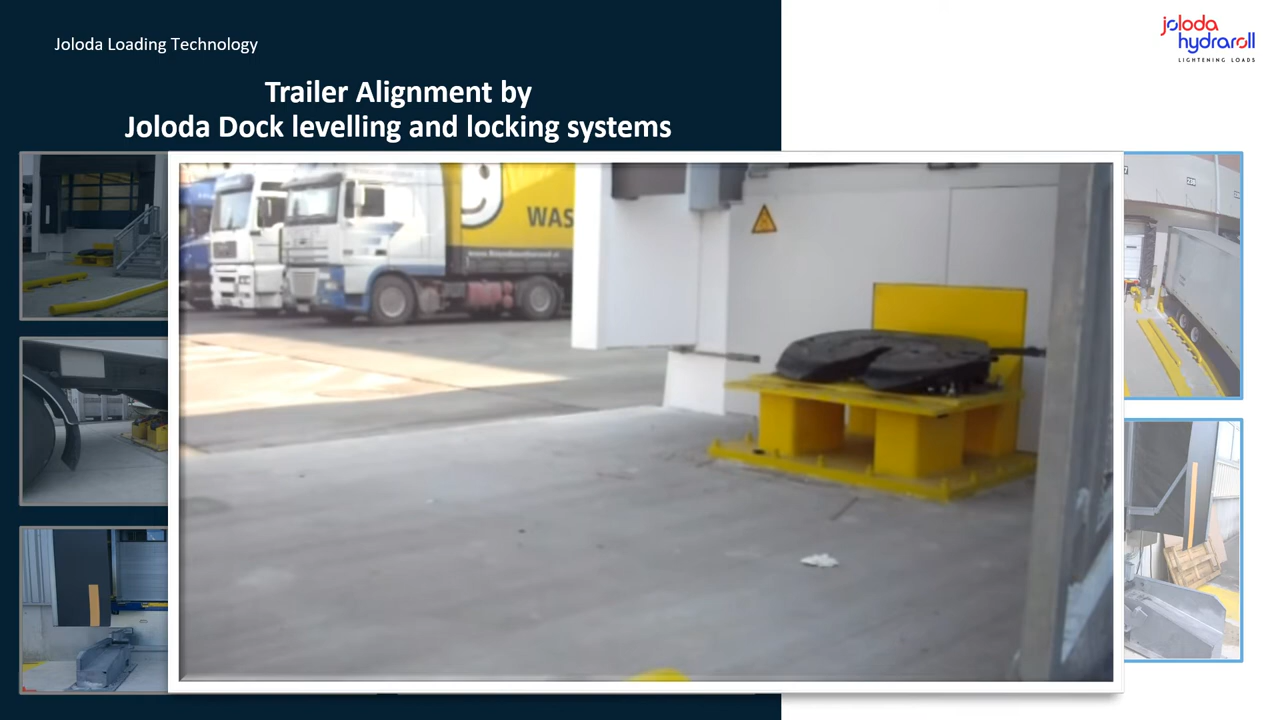 Joloda Loading Technology
joloda
hydraroll
LIGHTENING LOADS
Trailer Alignment by
Joloda Dock levelling and locking systems
WAS